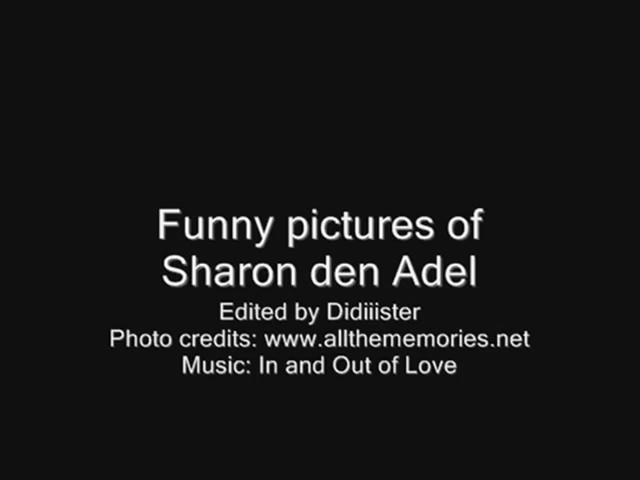 Funny pictures of
Sharon den Adel
Edited by Didiiister
Photo credits: www.allthememories.net
Music: In and Out of Love